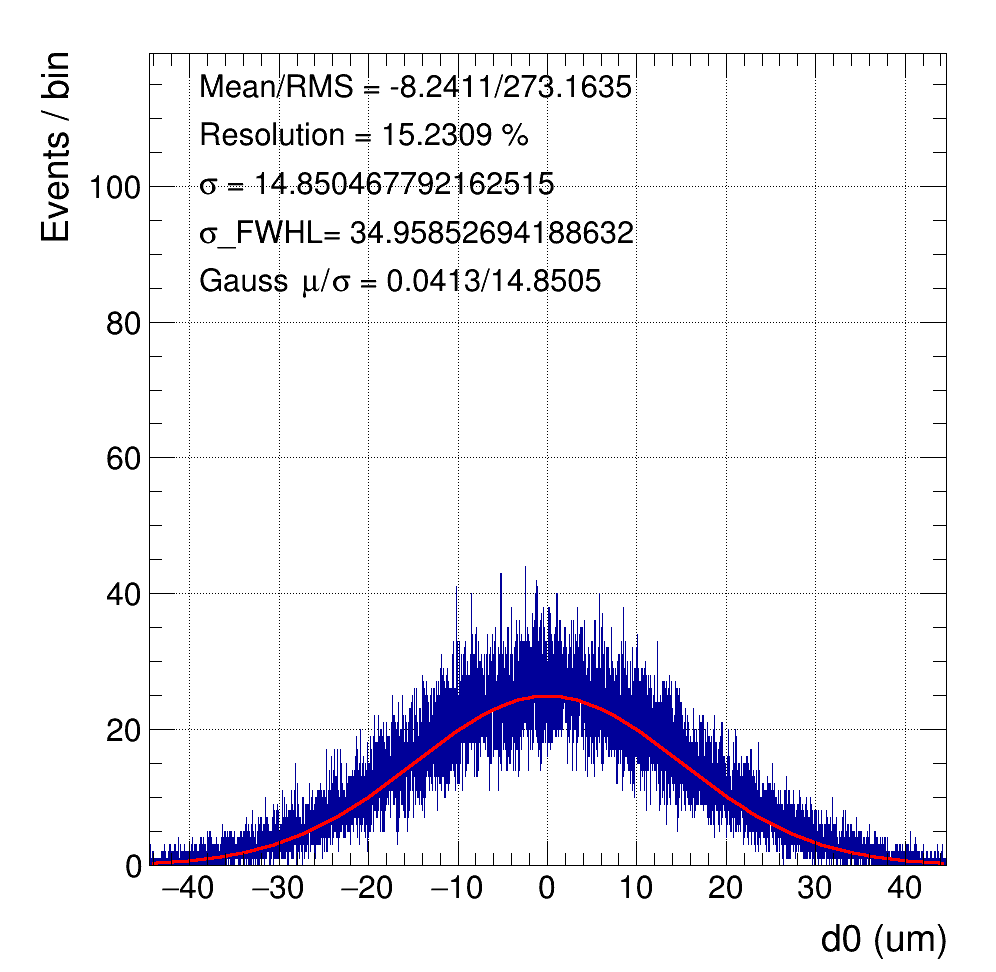 Events / bin
Mean/RMS = -8.2411/273.1635
Resolution = 15.2309 %
σ = 14.850467792162515
σ_FWHL= 34.95852694188632
Gauss μ/σ = 0.0413/14.8505
100
80
60
40
20
0
−40 −30 −20 −10 0 10 20 30 40
d0 (um)